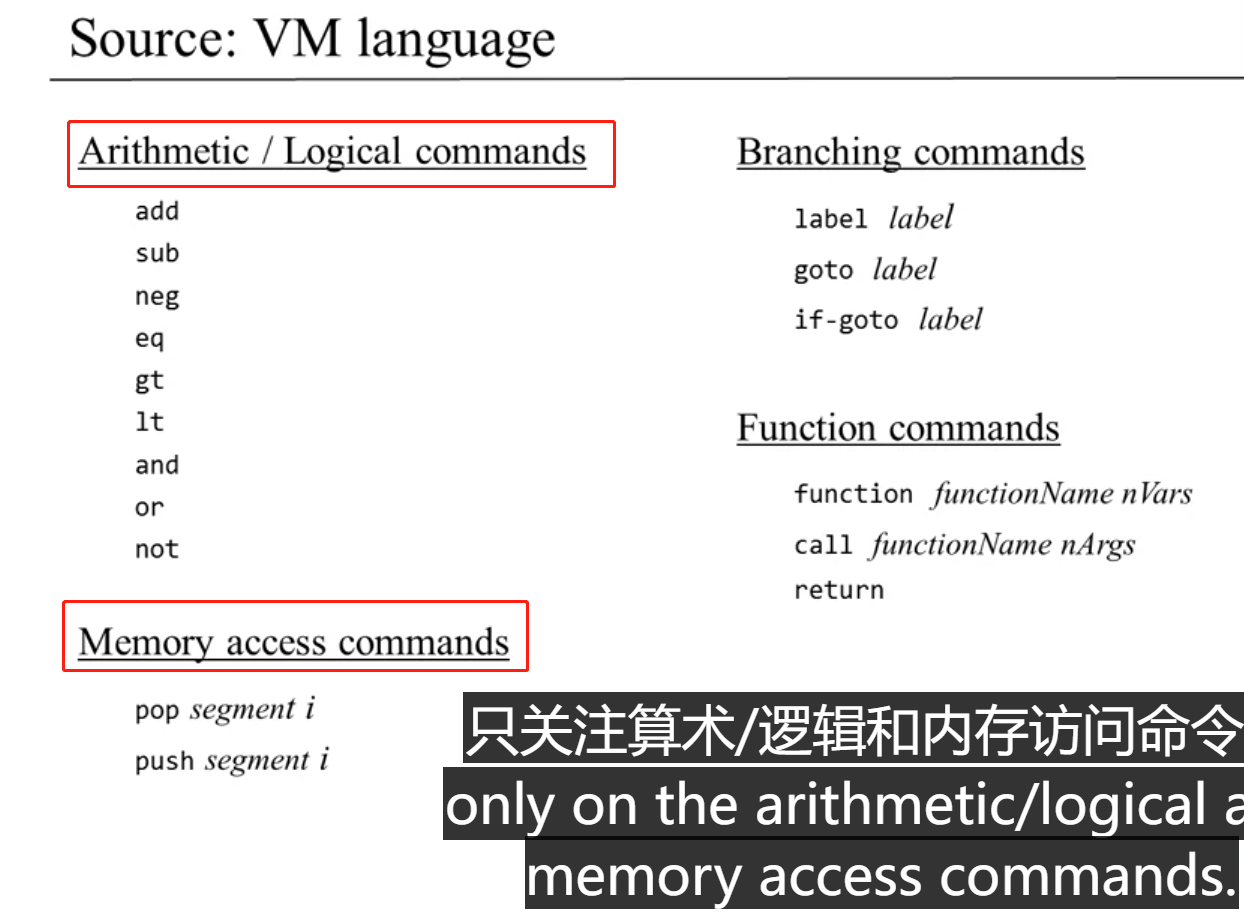 Source: VM language
Arithmetic / Logical commands
add
sub
neg
eq
gt
lt
and
or
not
Memory access commands
pop segment i
push segment i
Branching commands
label label
goto label
if-goto label
Function commands
function functionName nVars
call functionName nArgs
return
只关注算术/逻辑和内存访问命令
only on the arithmetic/logical a
memory access commands.